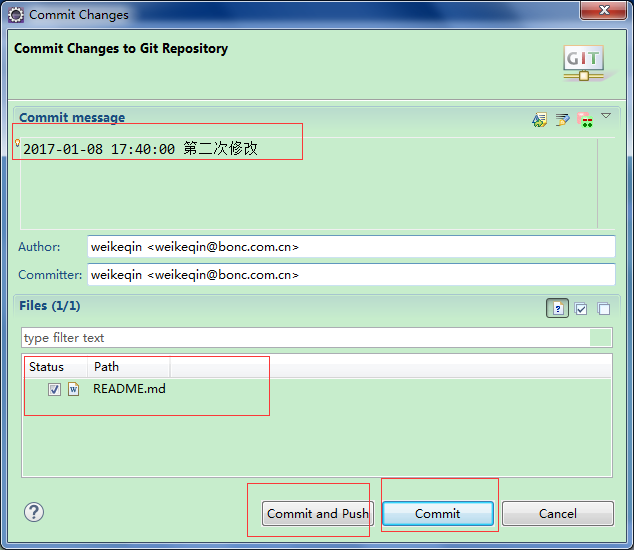 Commit Changes
Commit Changes to Git Repository
GIT
Commit message
2017-01-08 17:40:00 第二次修改
Author: weikeqin <weikeqin@bonc.com.cn>
Committer: weikeqin <weikeqin@bonc.com.cn>
Files (1/1)
type filter text
Status Path
README.md
Commit and Push Commit Cancel